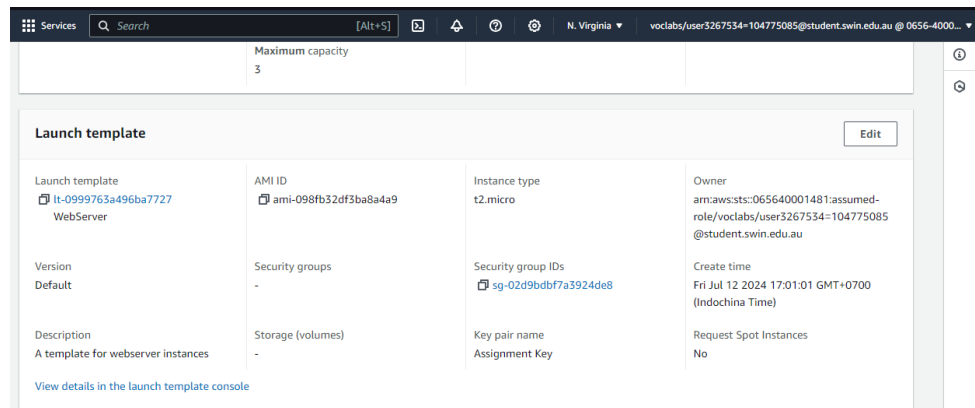 Services
Search
[Alt+S]
N. Virginia
voclabs/user3267534=104775085@student.swin.edu.au @ 0656-4000...
Maximum capacity
3
Launch template
Edit
Launch template
lt-0999763a496ba7727
WebServer
AMI ID
ami-098fb32df3ba8a4a9
Instance type
t2.micro
Owner
arn:aws:sts::065640001481:assumed-
role/voclabs/user3267534=104775085
@student.swin.edu.au
Version
Default
Security groups
-
Security group IDs
sg-02d9bdbf7a3924de8
Create time
Fri Jul 12 2024 17:01:01 GMT+0700
(Indochina Time)
Description
A template for webserver instances
Storage (volumes)
-
Key pair name
Assignment Key
Request Spot Instances
No
View details in the launch template console